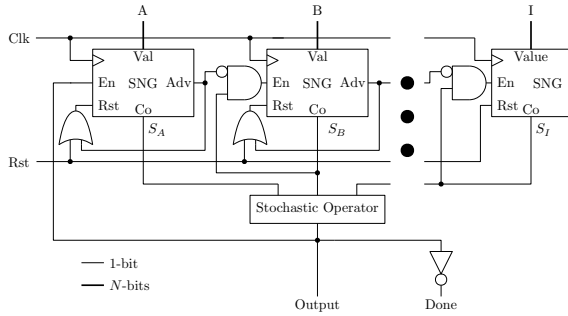 A B I
Clk
Val Val Value
En SNG Adv En SNG Adv En SNG
Rst Rst Rst
Co Co Co
S_A S_B S_I
Rst
Stochastic Operator
1-bit
N-bits
Output Done